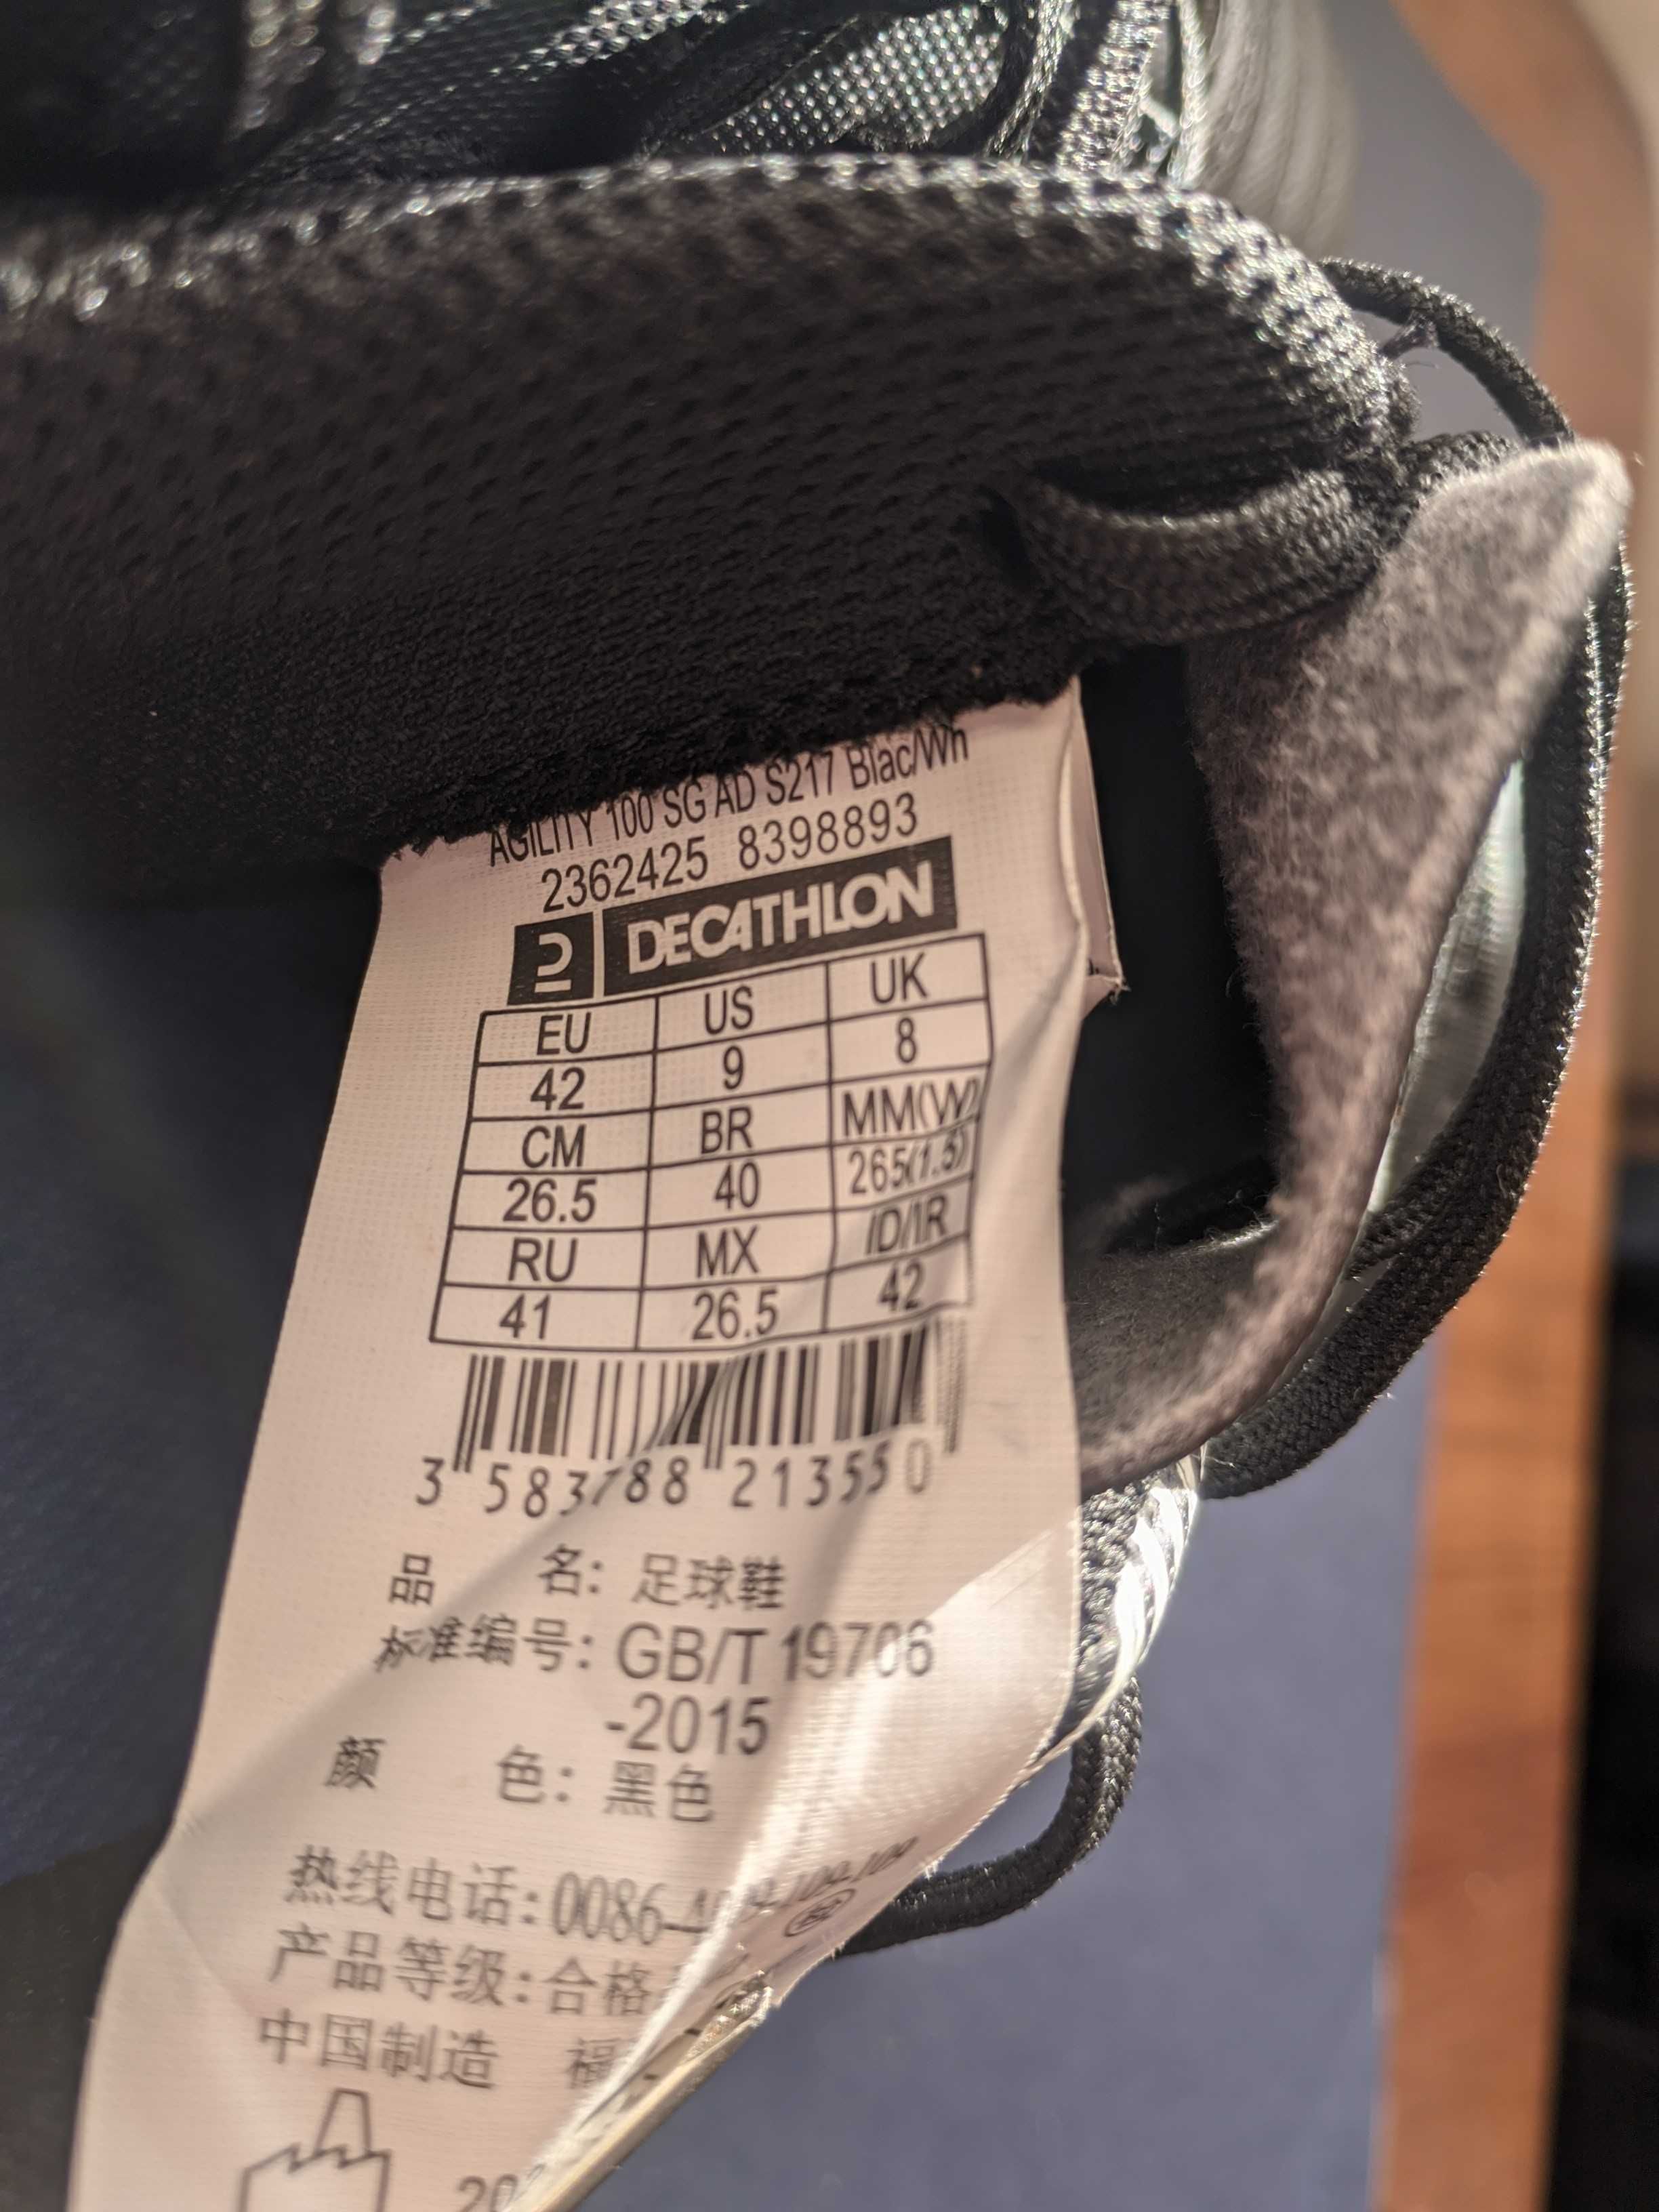 AGILITY 100 SG AD S217 Blac/Wh
2362425 8398893
DECATHLON
EU US UK
42 9 8
CM BR MM(W)
26.5 40 265(1.5)
RU MX ID/IR
41 26.5 42
3 583788 213550
品 名: 足球鞋
标准编号: GB/T 19706
-2015
颜 色: 黑色
热线电话: 0086-
产品等级: 合格
中国制造